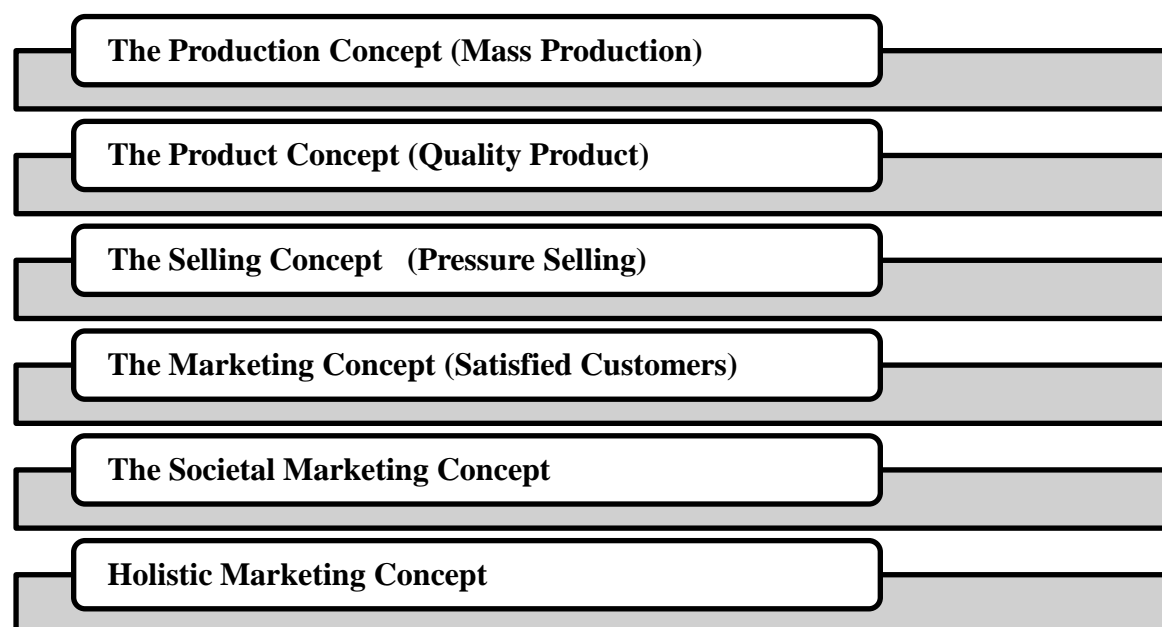 The Production Concept (Mass Production)
The Product Concept (Quality Product)
The Selling Concept   (Pressure Selling)
The Marketing Concept (Satisfied Customers)
The Societal Marketing Concept
Holistic Marketing Concept